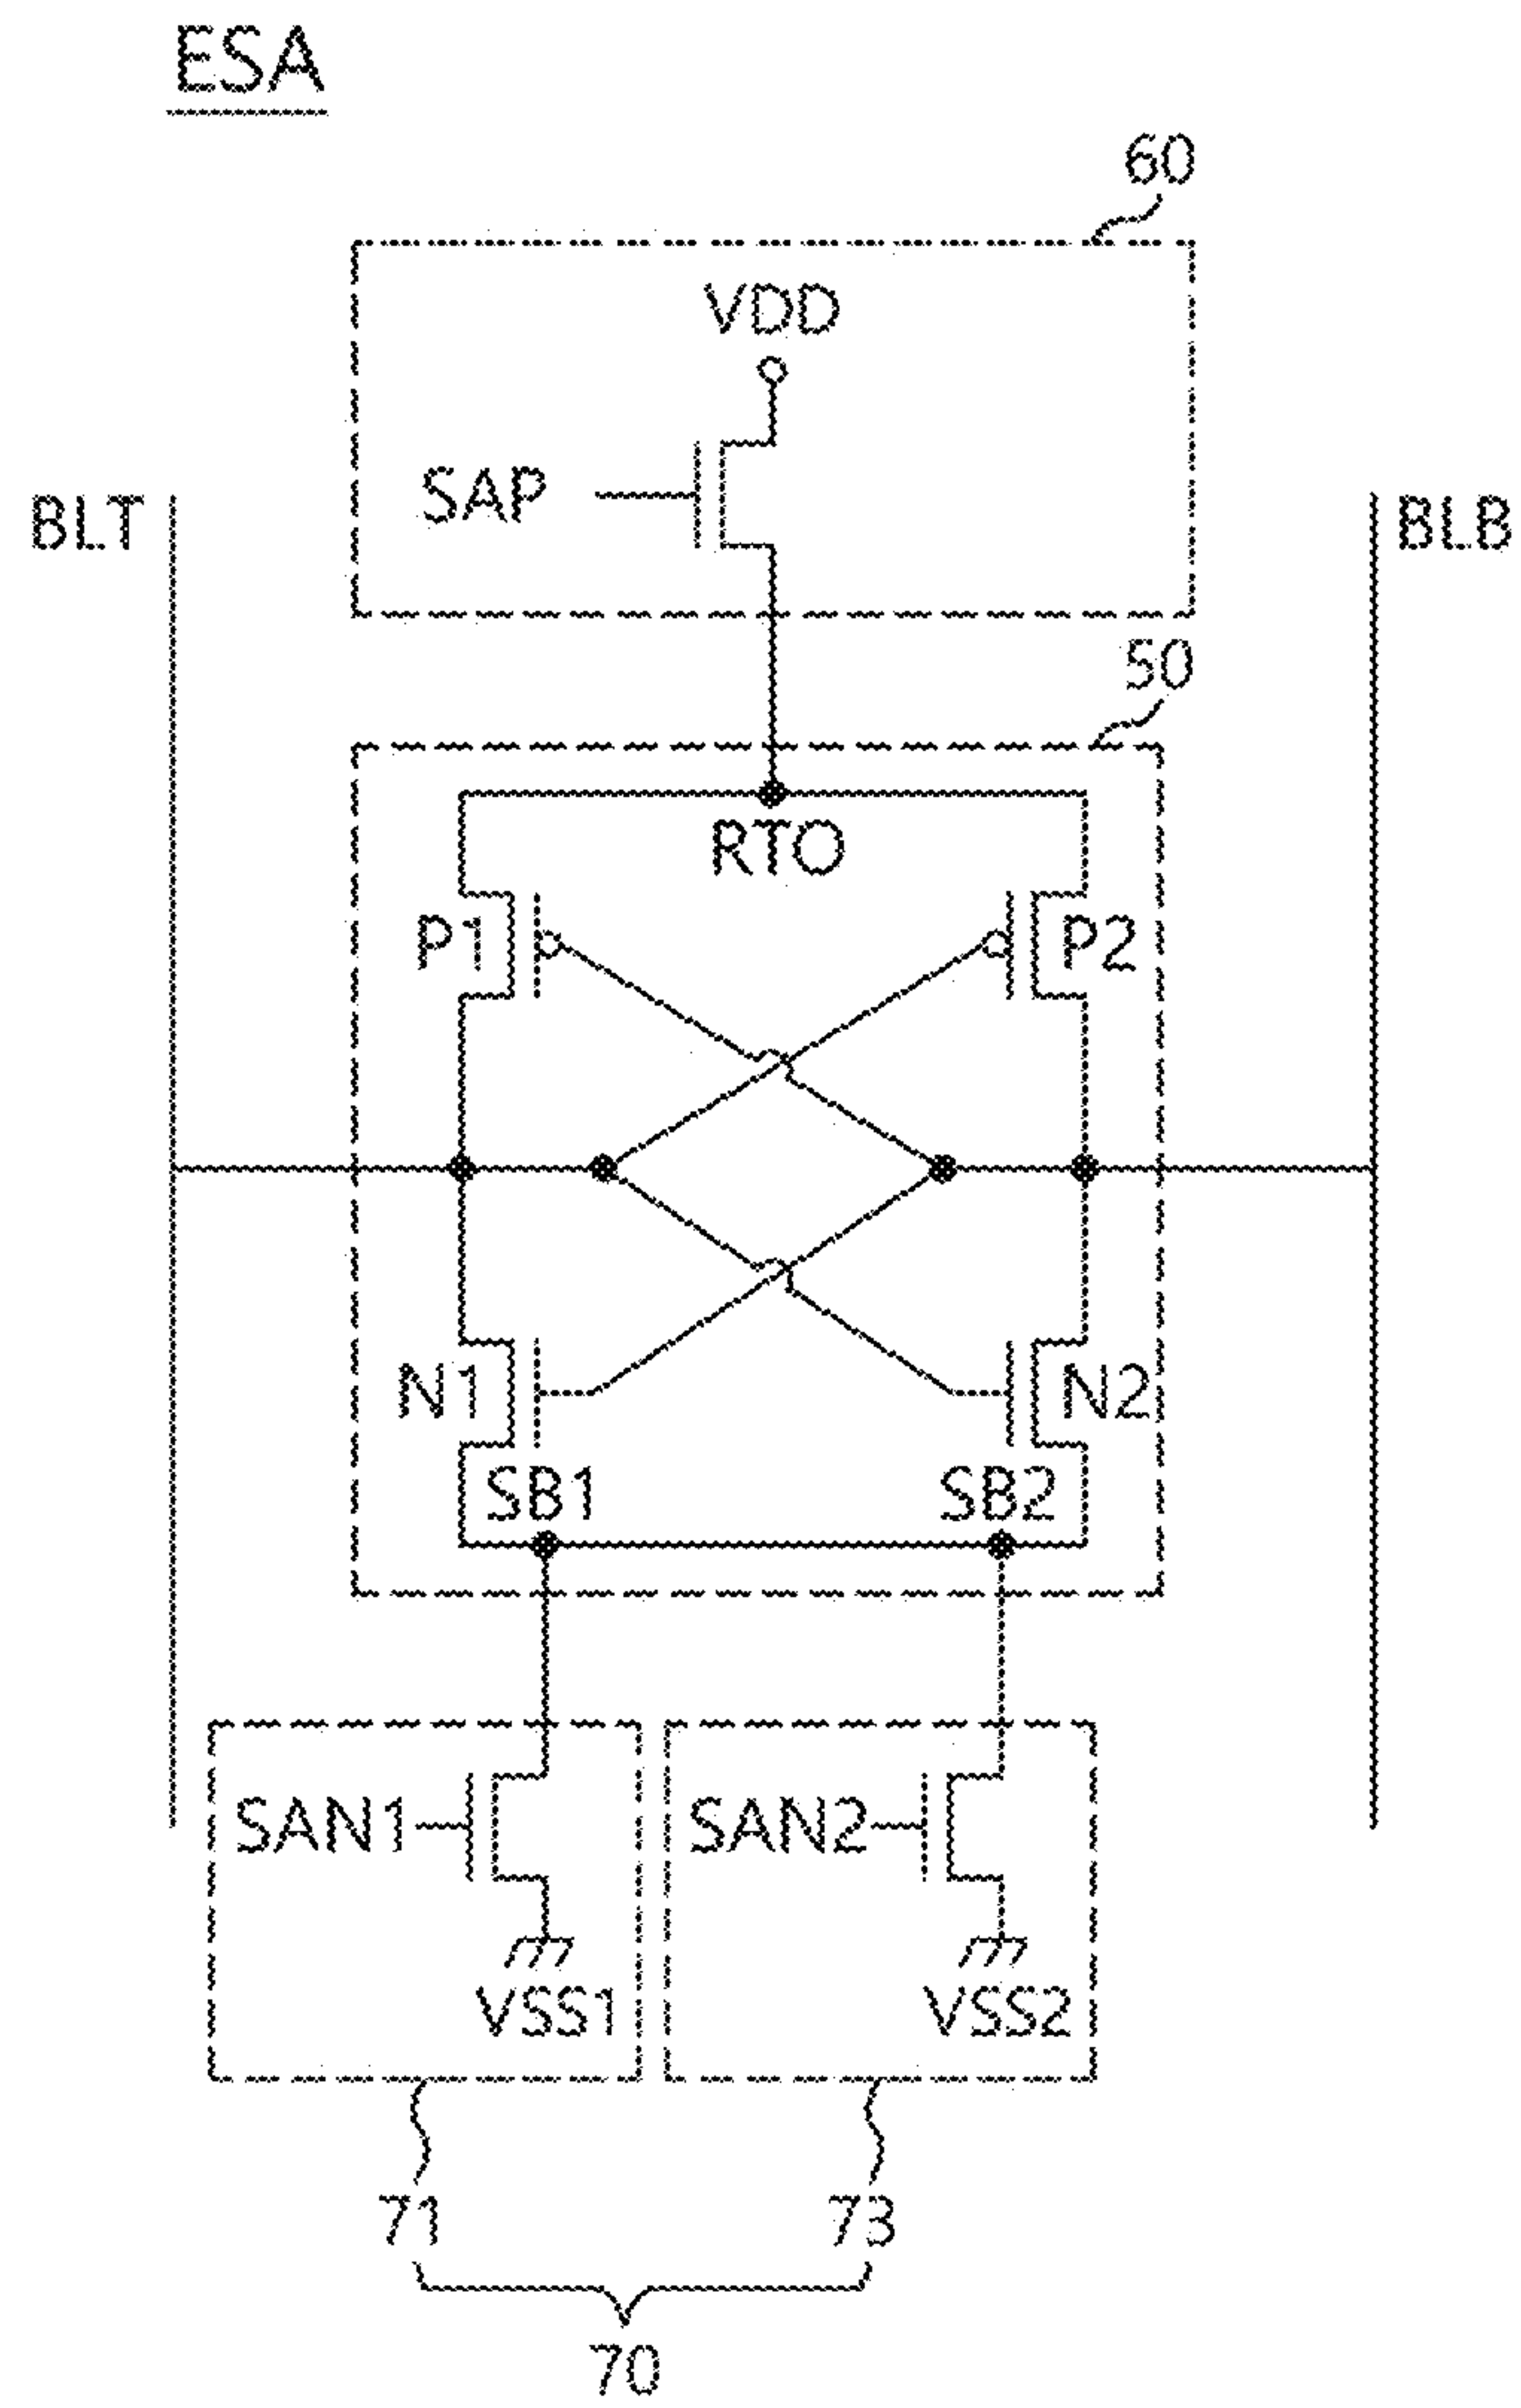 ESA
60
VDD
SAP
BLT
BLB
50
RTO
P1
P2
N1
N2
SB1
SB2
SAN1
SAN2
VSS1
VSS2
71
73
70